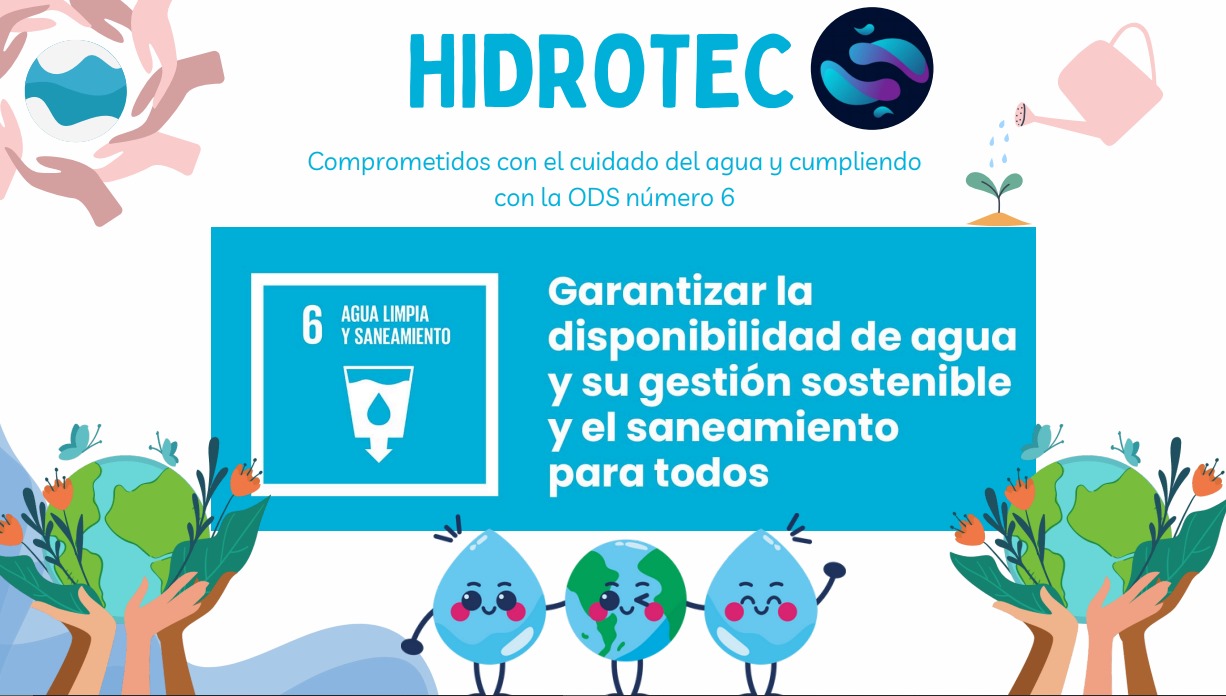 HIDROTEC
Comprometidos con el cuidado del agua y cumpliendo
con la ODS número 6
6 AGUA LIMPIA
Y SANEAMIENTO
Garantizar la
disponibilidad de agua
y su gestión sostenible
y el saneamiento
para todos